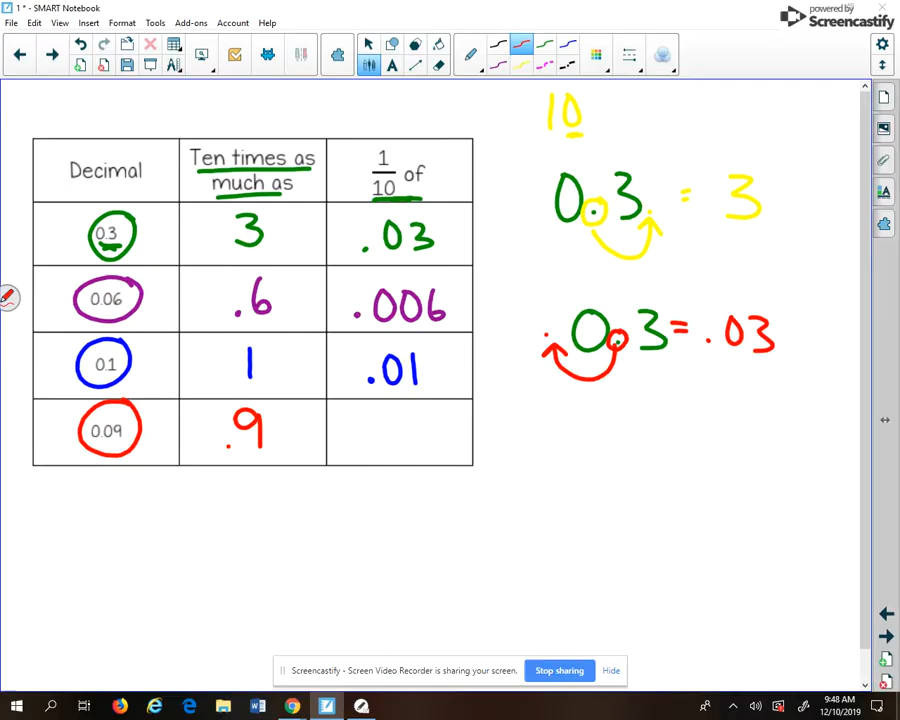 1 * - SMART Notebook
powered by
Screencastify
File Edit View Insert Format Tools Add-ons Account Help
10
Decimal
Ten times as much as
1/10 of
0.3 3 .03
0.06 .6 .006
0.1 1 .01
0.09 .9
0.3. = 3
.0.3 = .03
Screencastify - Screen Video Recorder is sharing your screen. Stop sharing Hide
9:48 AM
12/10/2019